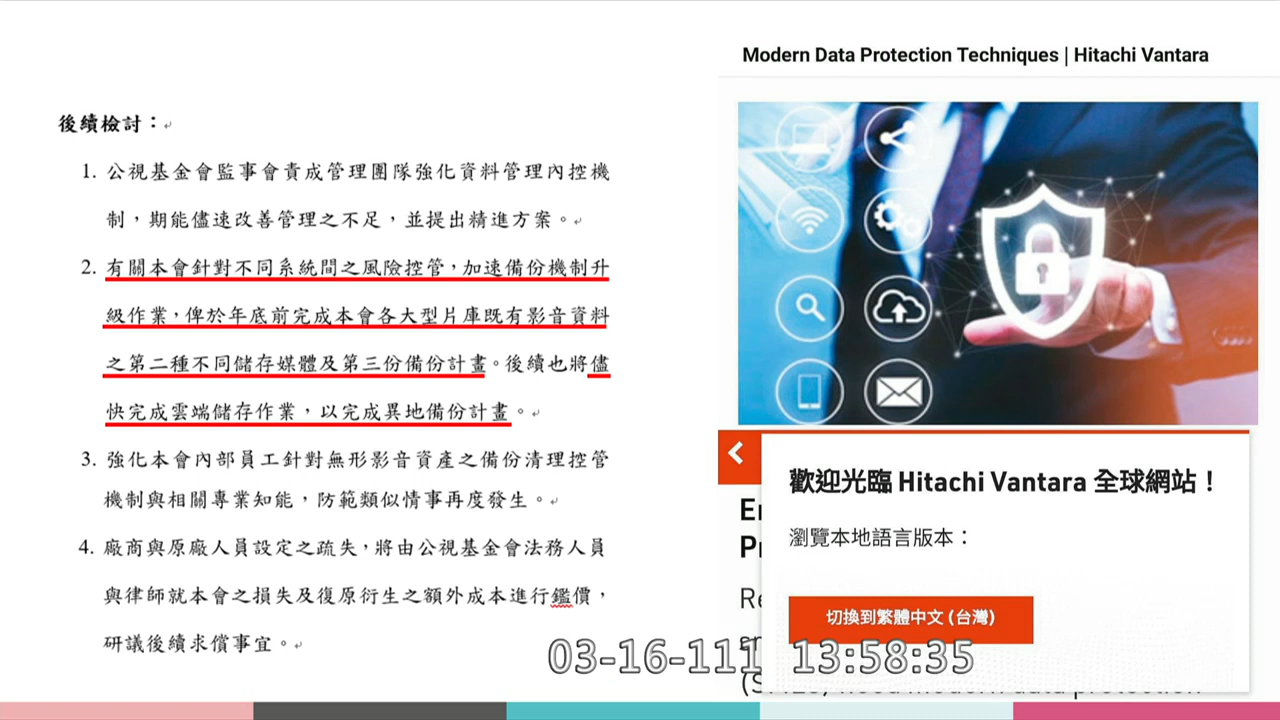 後續檢討：
1. 公視基金會監事會責成管理團隊強化資料管理內控機
制，期能儘速改善管理之不足，並提出精進方案。
2. 有關本會針對不同系統間之風險控管，加速備份機制升
級作業，俾於年底前完成本會各大型片庫既有影音資料
之第二種不同儲存媒體及第三份備份計畫。後續也將儘
快完成雲端儲存作業，以完成異地備份計畫。
3. 強化本會內部員工針對無形影音資產之備份清理控管
機制與相關專業知能，防範類似情事再度發生。
4. 廠商與原廠人員設定之疏失，將由公視基金會法務人員
與律師就本會之損失及復原衍生之額外成本進行鑑價，
研議後續求償事宜。
Modern Data Protection Techniques | Hitachi Vantara
歡迎光臨 Hitachi Vantara 全球網站！
瀏覽本地語言版本：
切換到繁體中文 (台灣)
03-16-111 13:58:35